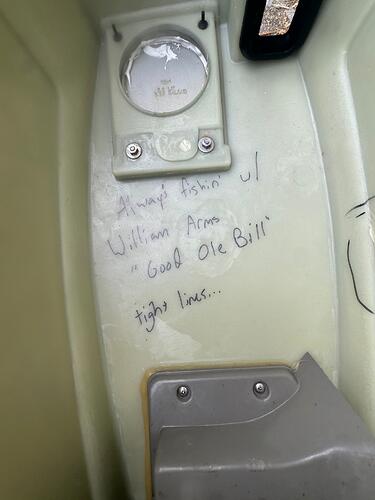 Always fishin' w/
William Arms
"Good Ole Bill"
tight lines...